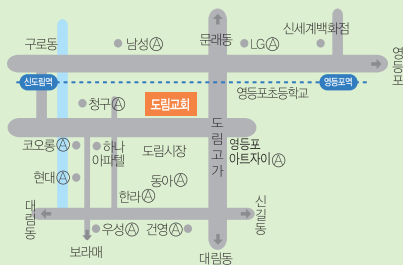 신세계백화점
구로동
남성Ⓐ
문래동
LGⒶ
영등포
신도림역
영등포역
영등포초등학교
청구Ⓐ
도림교회
도림고가
코오롱Ⓐ
하나
아파텔
도림시장
영등포
아트자이Ⓐ
현대Ⓐ
동아Ⓐ
한라Ⓐ
대림동
신길동
우성Ⓐ
건영Ⓐ
보라매
대림동